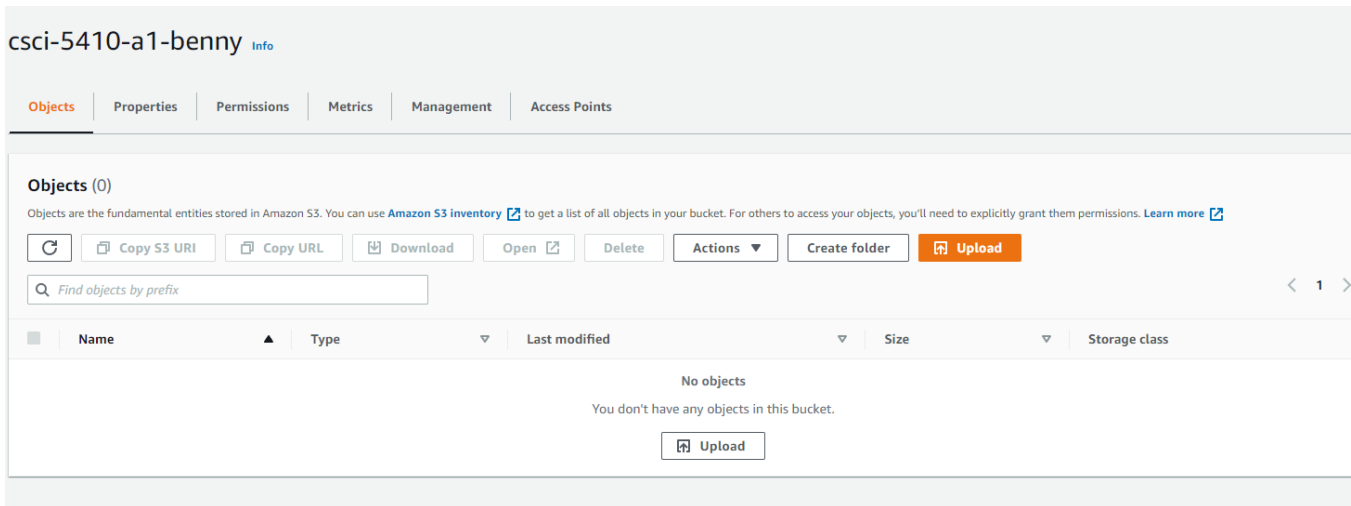 csci-5410-a1-benny Info
Objects Properties Permissions Metrics Management Access Points
Objects (0)
Objects are the fundamental entities stored in Amazon S3. You can use Amazon S3 inventory to get a list of all objects in your bucket. For others to access your objects, you'll need to explicitly grant them permissions. Learn more
Copy S3 URI Copy URL Download Open Delete Actions Create folder Upload
Find objects by prefix 1
Name Type Last modified Size Storage class
No objects
You don't have any objects in this bucket.
Upload